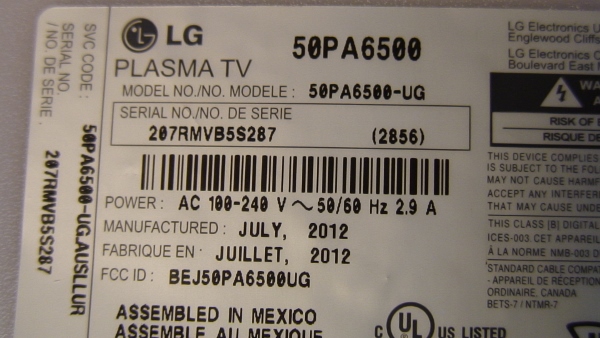 LG 50PA6500
PLASMA TV
MODEL NO./NO. MODELE : 50PA6500-UG
SERIAL NO./NO. DE SERIE
207RMVB5S287 (2856)
POWER : AC 100-240 V ~ 50/60 Hz 2.9 A
MANUFACTURED : JULY, 2012
FABRIQUE EN : JUILLET, 2012
FCC ID : BEJ50PA6500UG
ASSEMBLED IN MEXICO
ASSEMBLE AU MEXIQUE
C UL US LISTED
SVC CODE : 50PA6500-UG.AUSLLUR
SERIAL NO.
/ NO. DE SERIE : 207RMVB5S287
LG Electronics U
Englewood Cliffs
LG Electronics C
Boulevard East
WA
RISK OF
RISQUE DE
THIS DEVICE COMPLIES
IS SUBJECT TO THE FOL
MAY NOT CAUSE HARMF
ACCEPT ANY INTERFER
THAT MAY CAUSE UNDE
THIS CLASS [B] DIGITAL
ICES-003. CET APPAREIL
À LA NORME NMB-003 D
STANDARD CABLE COMPAT
- APPAREIL DE RÉCEPTION
ORDINAIRE, CANADA
BETS-7 / NTMR-7